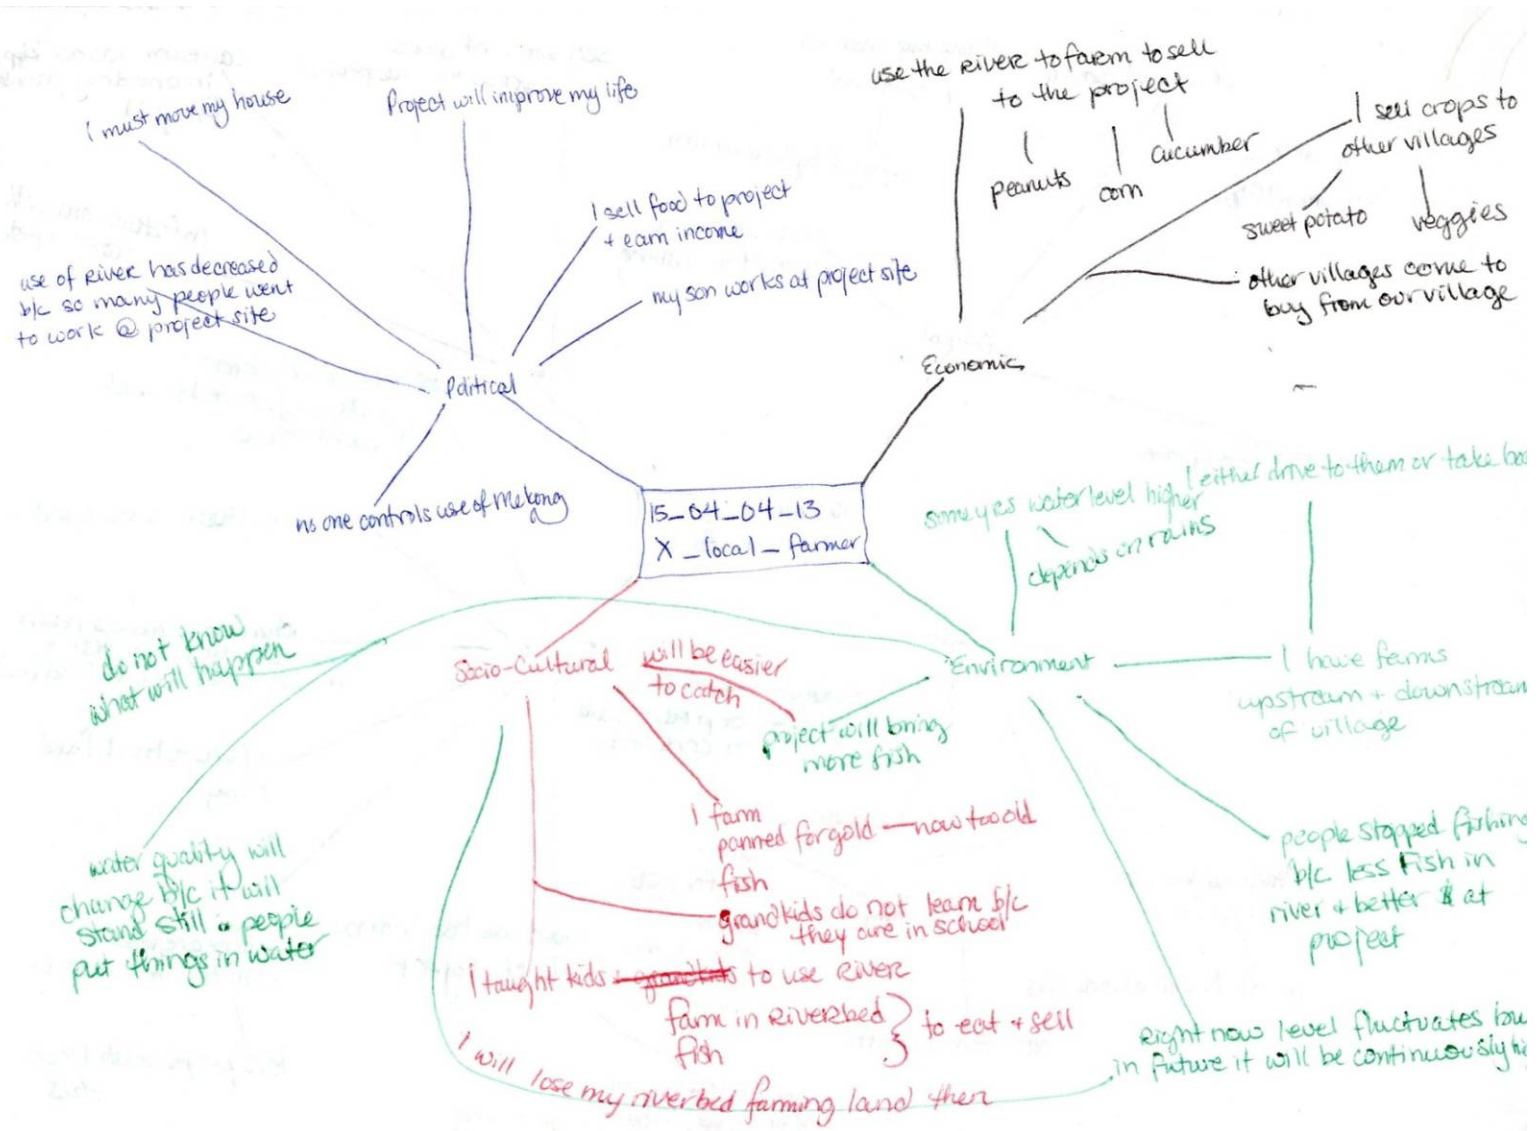 I must move my house
Project will improve my life
I sell food to project
+ earn income
my son works at project site
use of River has decreased
b/c so many people went
to work @ project site
Political
no one controls use of Mekong
use the River to farm to sell
to the project
peanuts
corn
cucumber
I sell crops to
other villages
sweet potato
veggies
other villages come to
buy from our village
Economic
15_04_04_13
X_local_farmer
some yrs water level higher
depends on rains
I either drive to them or take
Environment
I have farms
upstream + downstream
of village
project will bring
more fish
people stopped fishing
b/c less fish in
river + better $ at
project
Right now level fluctuates
in future it will be continuously
do not know
what will happen
water quality will
change b/c it will
stand still & people
put things in water
Socio-Cultural
will be easier
to catch
I farm
panned for gold — now too old
fish
grandkids do not learn b/c
they are in school
I taught kids + grandkids to use River
farm in Riverbed } to eat + sell
fish
I will lose my riverbed farming land then